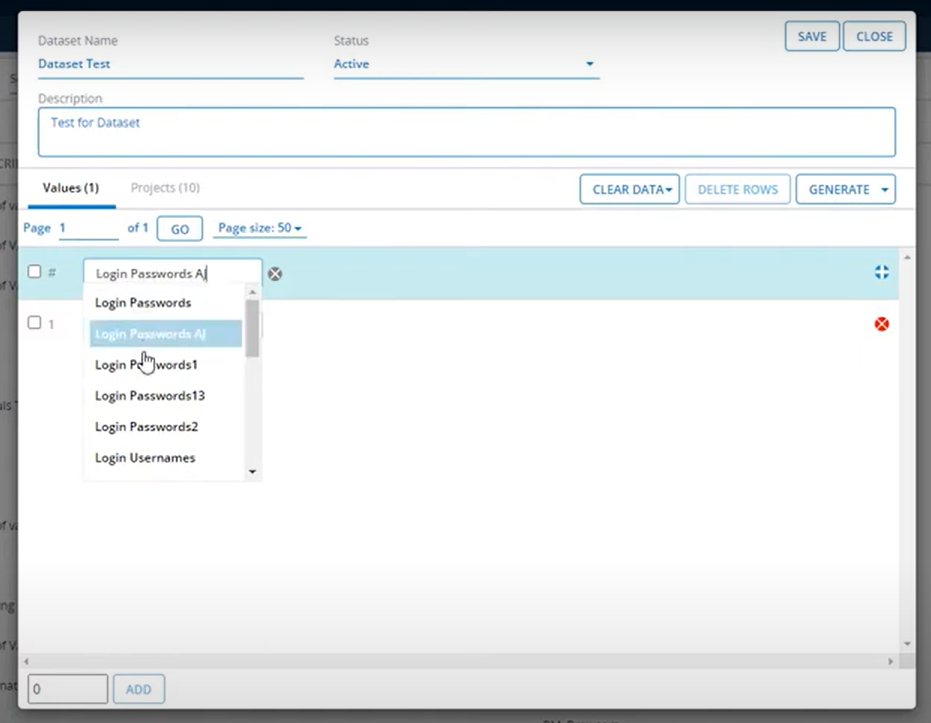 Dataset Name
Status
SAVE
CLOSE
Dataset Test
Active
Description
Test for Dataset
Values (1)
Projects (10)
CLEAR DATA
DELETE ROWS
GENERATE
Page 1 of 1
GO
Page size: 50
# Login Passwords AJ
Login Passwords
1 Login Passwords AJ
Login Passwords1
Login Passwords13
Login Passwords2
Login Usernames
0
ADD